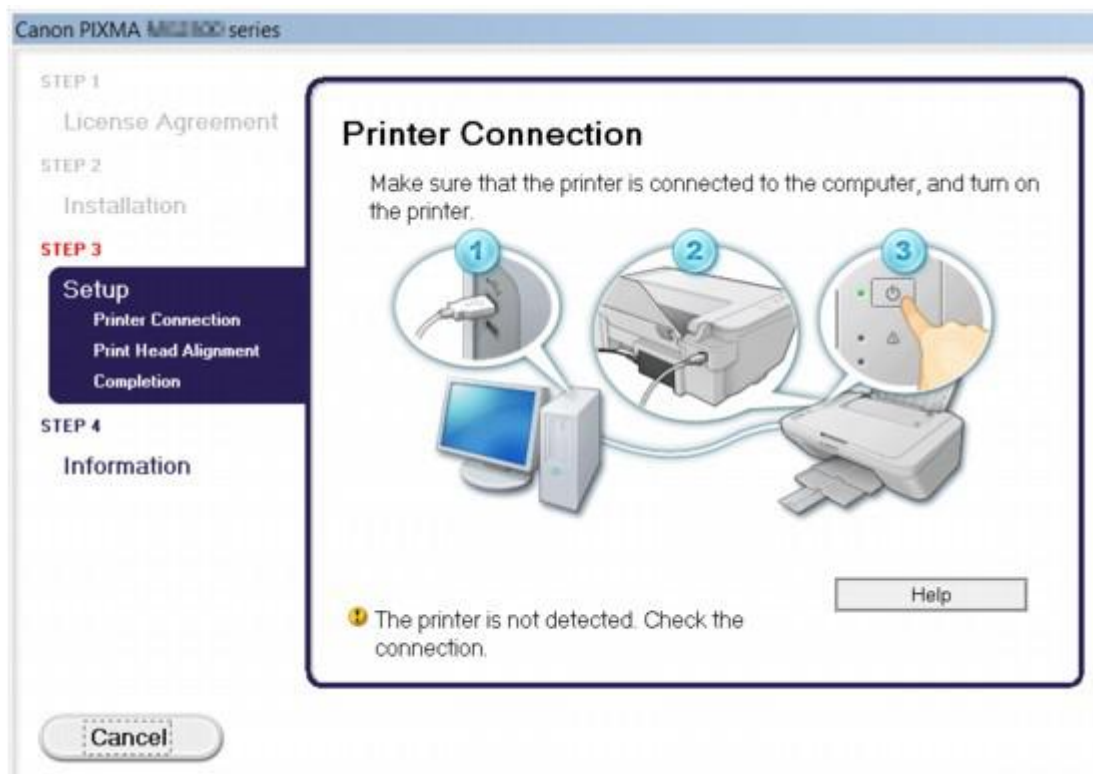 Canon PIXMA series
STEP 1
License Agreement
STEP 2
Installation
STEP 3
Setup
Printer Connection
Print Head Alignment
Completion
STEP 4
Information
Printer Connection
Make sure that the printer is connected to the computer, and turn on
the printer.
1
2
3
The printer is not detected. Check the
connection.
Help
Cancel